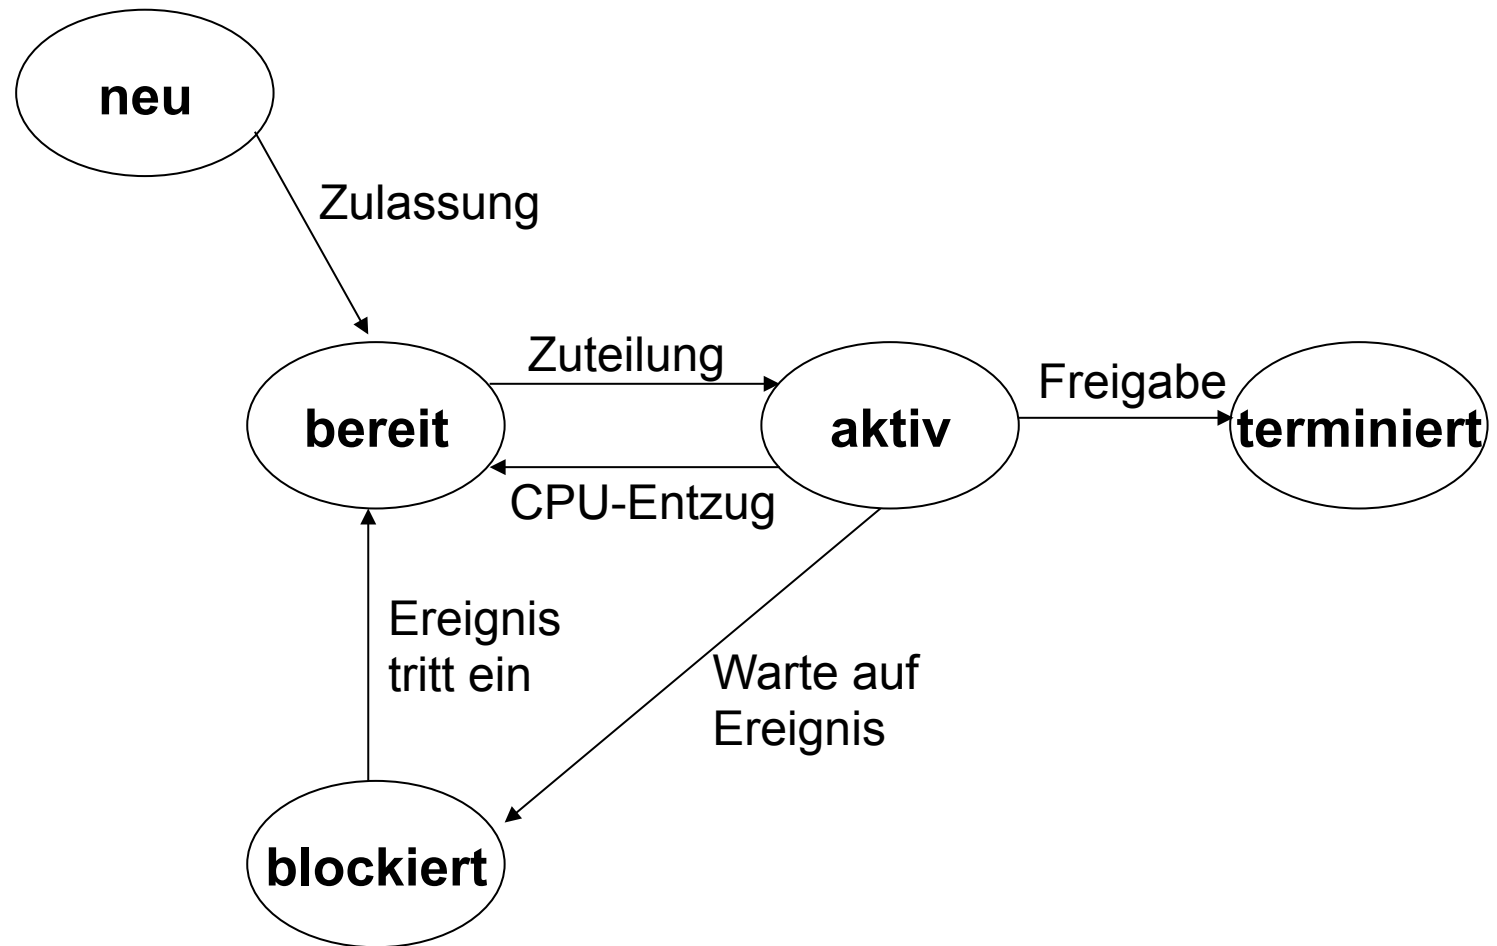 neu
Zulassung
Zuteilung
Freigabe
bereit
aktiv
terminiert
CPU-Entzug
Ereignis
tritt ein
Warte auf
Ereignis
blockiert